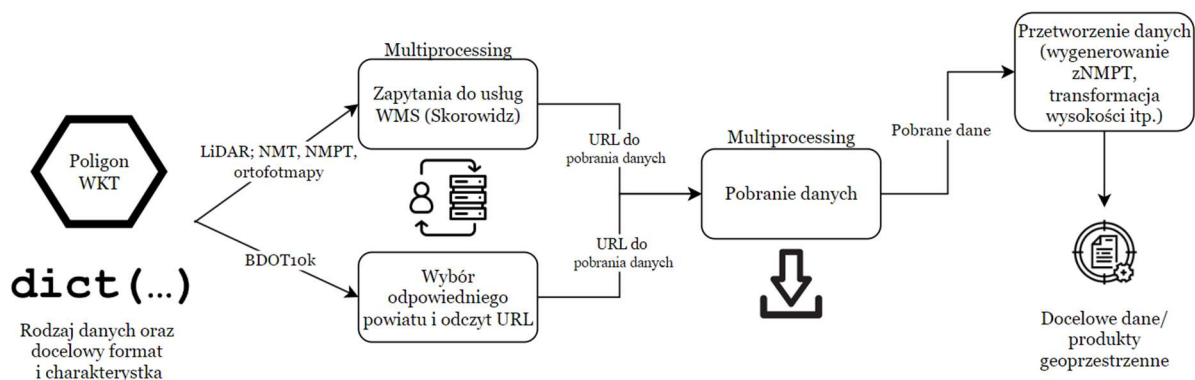 Poligon
WKT
dict(…)
Rodzaj danych oraz
docelowy format
i charakterystka
LiDAR; NMT, NMPT,
ortofotmapy
BDOT10k
Multiprocessing
Zapytania do usług
WMS (Skorowidz)
Wybór
odpowiedniego
powiatu i odczyt URL
URL do
pobrania danych
URL do
pobrania danych
Multiprocessing
Pobranie danych
Pobrane dane
Przetworzenie danych
(wygenerowanie
zNMPT,
transformacja
wysokości itp.)
Docelowe dane/
produkty
geoprzestrzenne